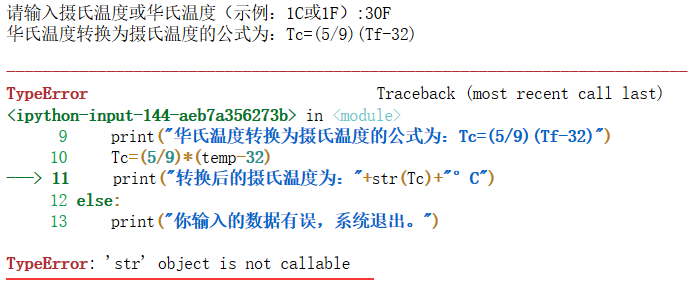 请输入摄氏温度或华氏温度（示例：1C或1F）:30F
华氏温度转换为摄氏温度的公式为：Tc=(5/9)(Tf-32)
TypeError Traceback (most recent call last)
<ipython-input-144-aeb7a356273b> in <module>
9 print("华氏温度转换为摄氏温度的公式为：Tc=(5/9)(Tf-32)")
10 Tc=(5/9)*(temp-32)
---> 11 print("转换后的摄氏温度为："+str(Tc)+"°C")
12 else:
13 print("你输入的数据有误，系统退出。")
TypeError: 'str' object is not callable